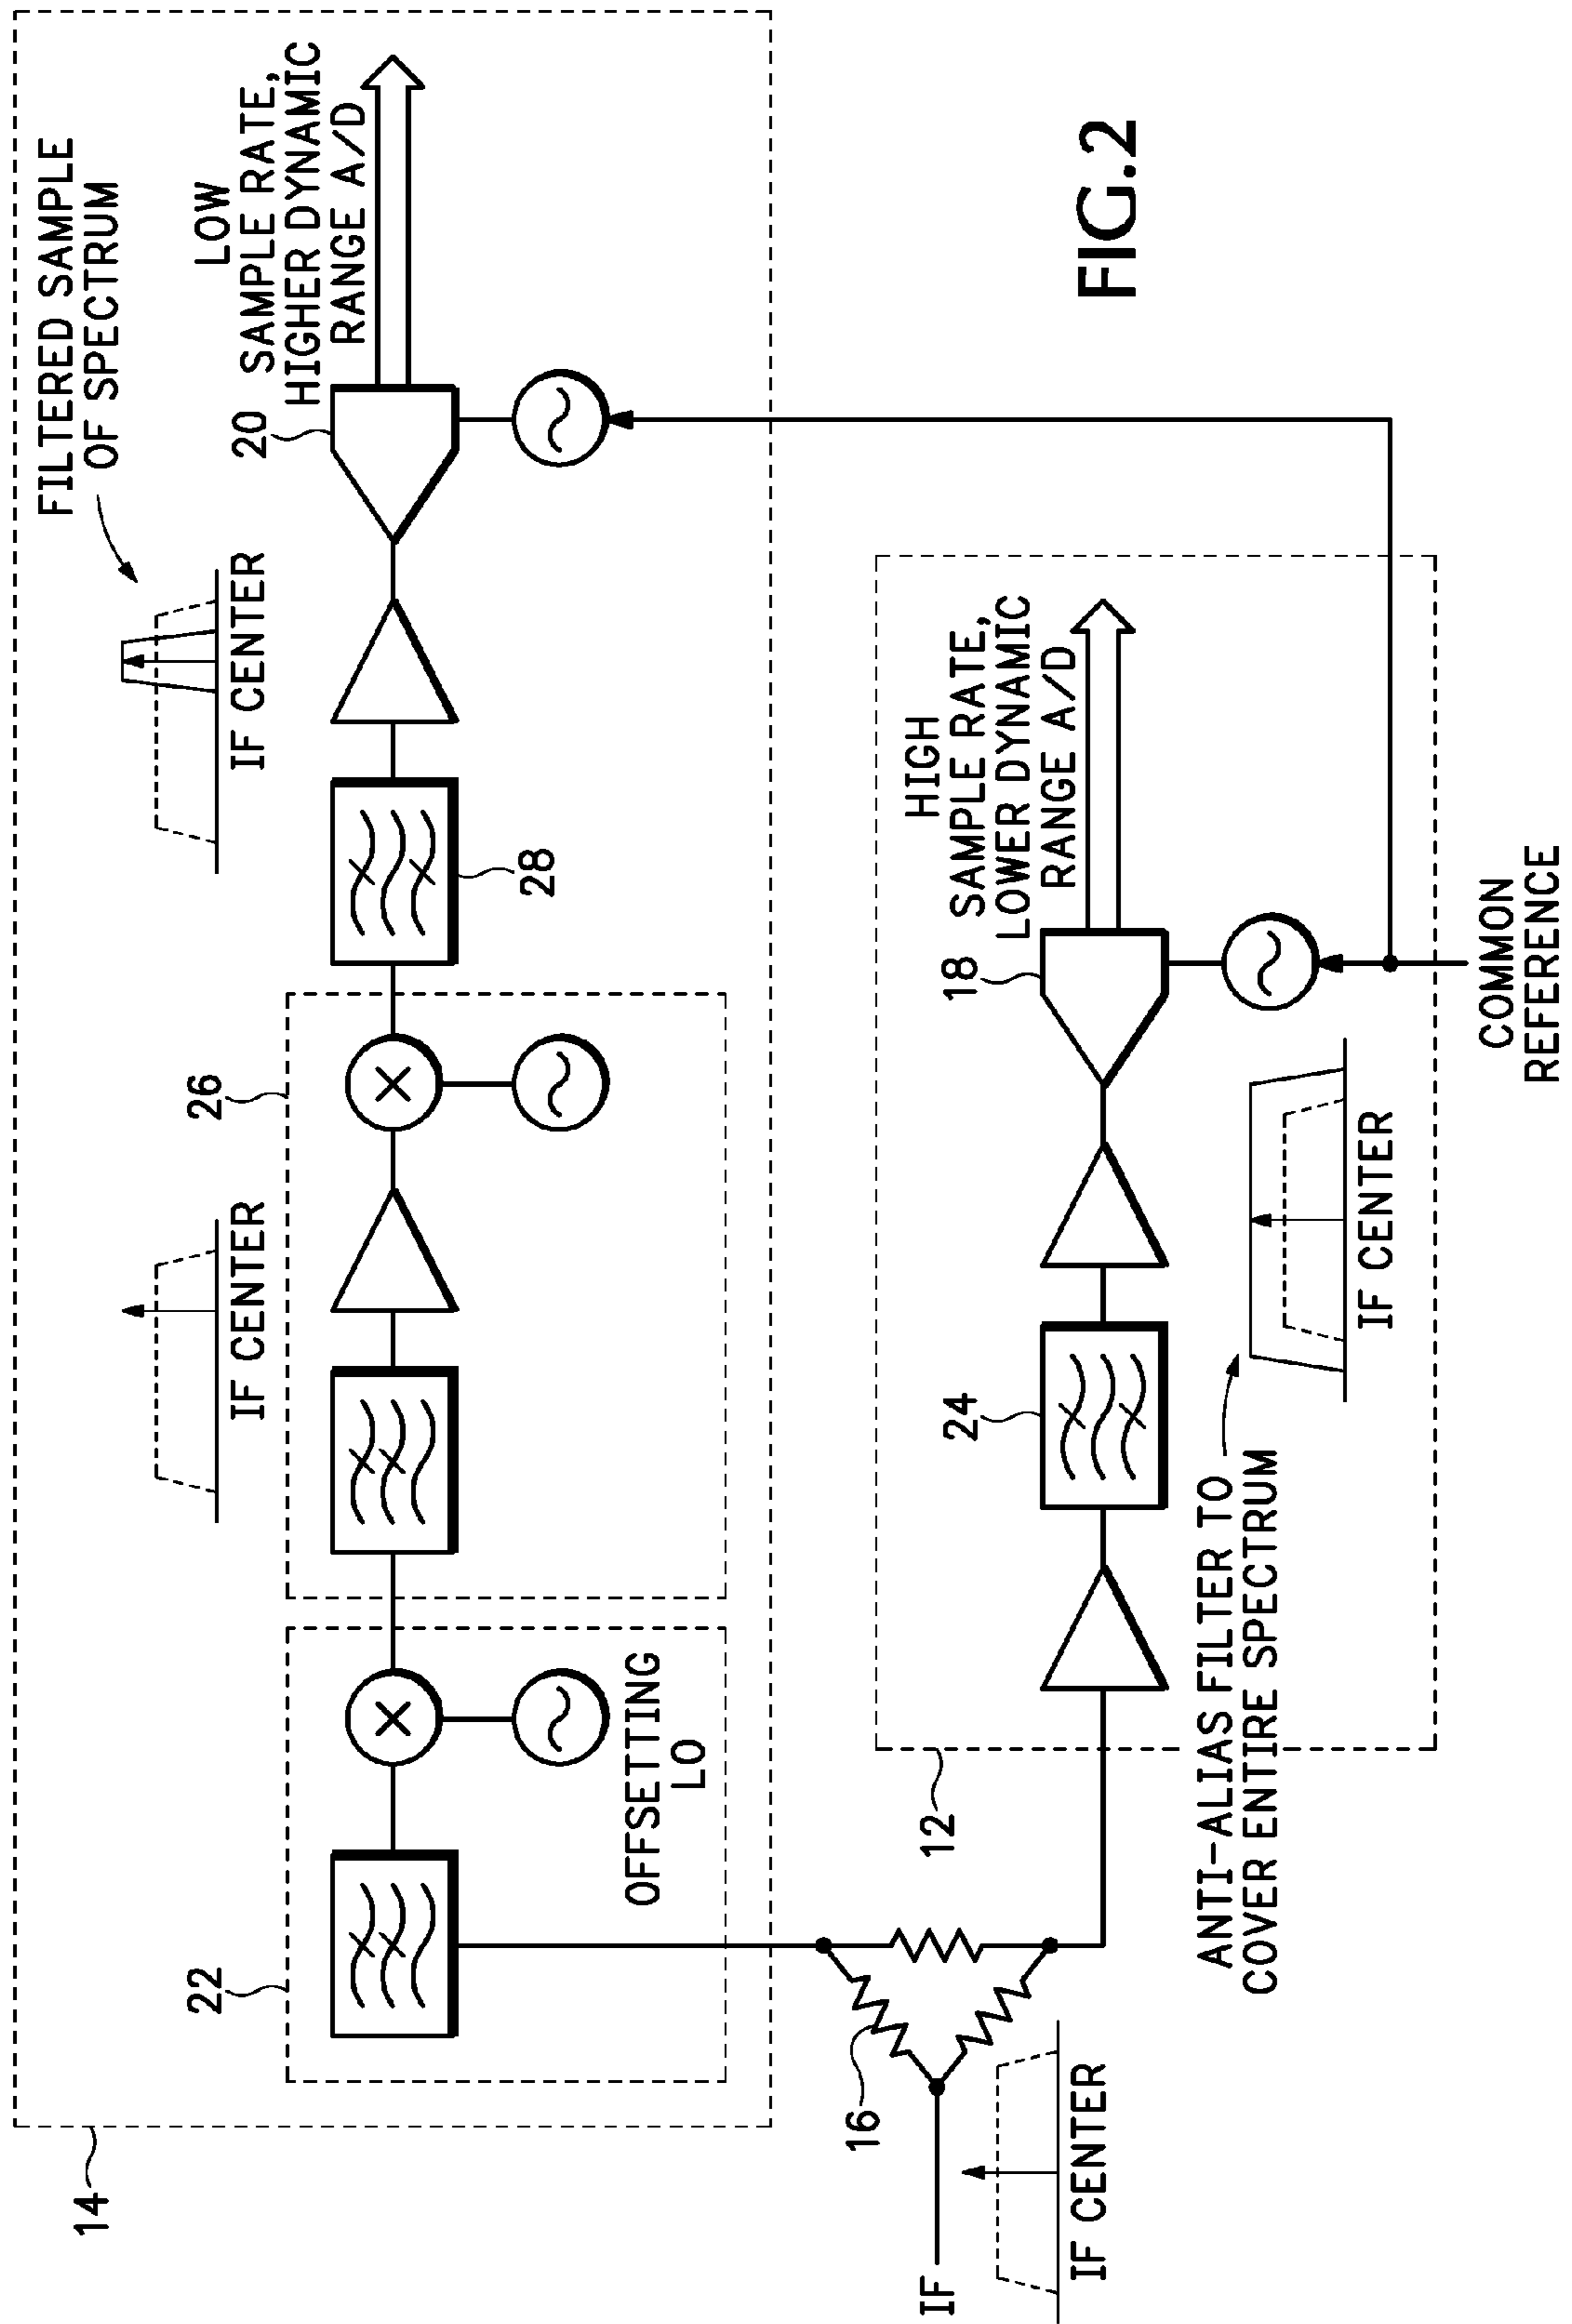 14
FILTERED SAMPLE
OF SPECTRUM
IF CENTER
IF CENTER
22
26
20
LOW
SAMPLE RATE,
HIGHER DYNAMIC
RANGE A/D
28
OFFSETTING
LO
16
IF
IF CENTER
12
24
18
HIGH
SAMPLE RATE,
LOWER DYNAMIC
RANGE A/D
ANTI-ALIAS FILTER TO
COVER ENTIRE SPECTRUM
IF CENTER
COMMON
REFERENCE
FIG.2